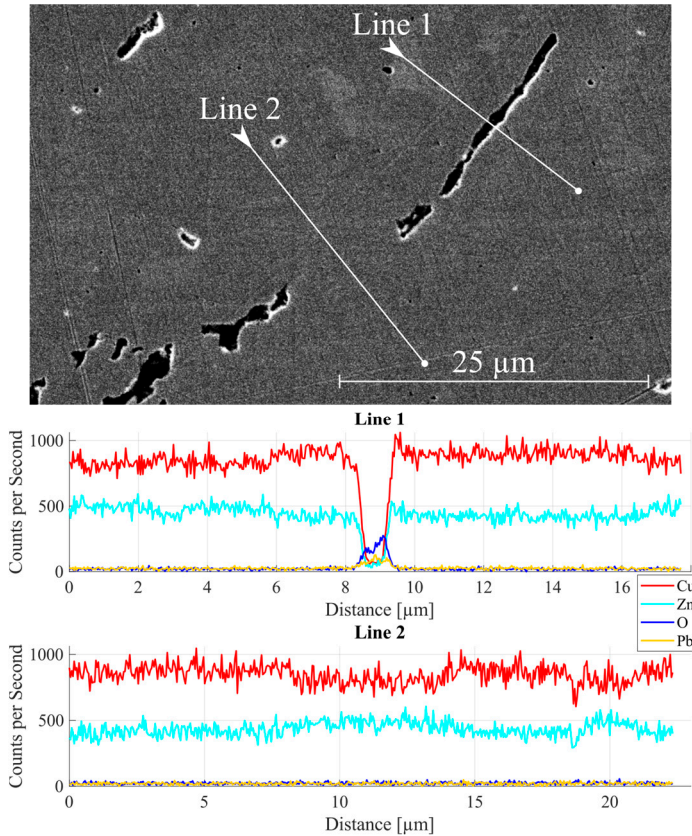 Line 1
Line 2
25 µm
Line 1
Counts per Second
1000
500
0
0 2 4 6 8 10 12 14 16
Distance [µm]
Cu
Zn
O
Pb
Line 2
Counts per Second
1000
500
0
0 5 10 15 20
Distance [µm]